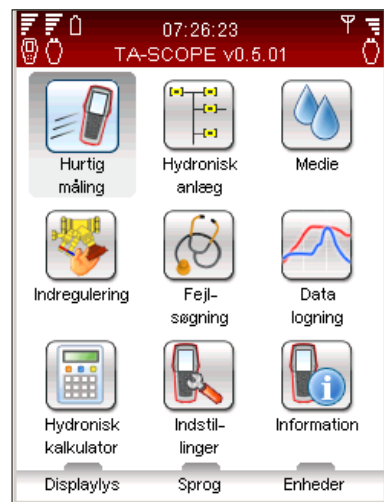 07:26:23
TA-SCOPE v0.5.01
Hurtig
måling
Hydronisk
anlæg
Medie
Indregulering
Fejl-
søgning
Data
logning
Hydronisk
kalkulator
Indstil-
linger
Information
Displaylys
Sprog
Enheder